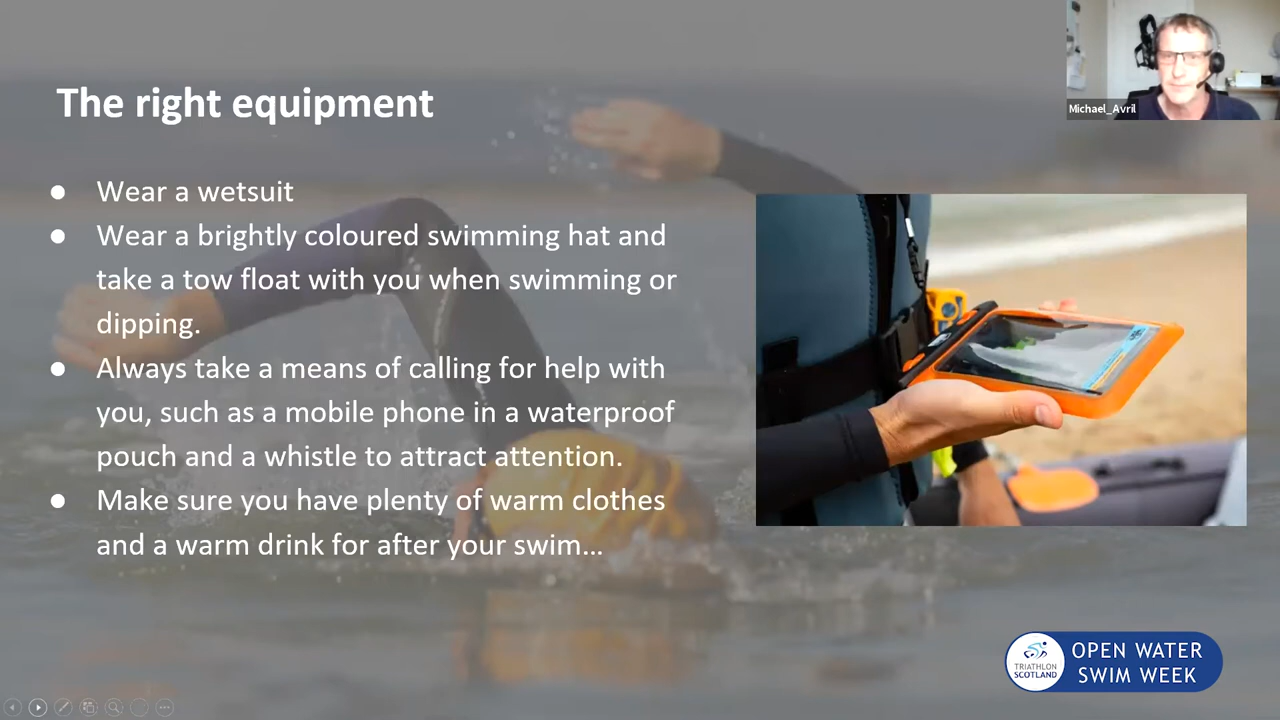 The right equipment
Michael_Avril
● Wear a wetsuit
● Wear a brightly coloured swimming hat and
take a tow float with you when swimming or
dipping.
● Always take a means of calling for help with
you, such as a mobile phone in a waterproof
pouch and a whistle to attract attention.
● Make sure you have plenty of warm clothes
and a warm drink for after your swim...
TRIATHLON
SCOTLAND
OPEN WATER
SWIM WEEK